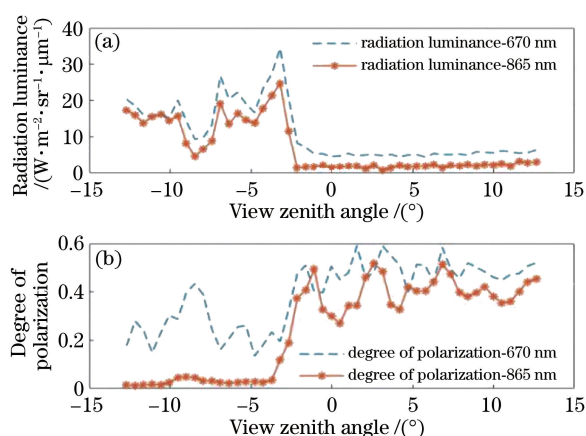 (a)
radiation luminance-670 nm
radiation luminance-865 nm
Radiation luminance
/(W·m⁻²·sr⁻¹·μm⁻¹)
40
30
20
10
0
−15 −10 −5 0 5 10 15
View zenith angle /(°)
(b)
Degree of
polarization
0.6
0.4
0.2
0
degree of polarization-670 nm
degree of polarization-865 nm
−15 −10 −5 0 5 10 15
View zenith angle /(°)